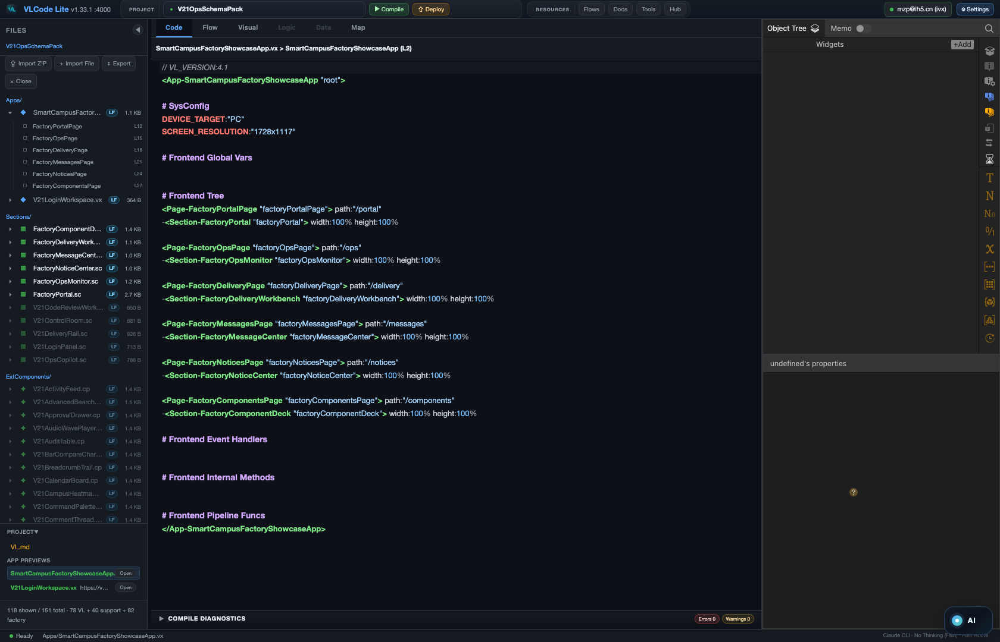 VLCode Lite v1.33.1 :4000
PROJECT
V21OpsSchemaPack
Compile
Deploy
RESOURCES
Flows
Docs
Tools
Hub
mzp@ih5.cn (ivx)
Settings
FILES
V21OpsSchemaPack
Import ZIP
+ Import File
Export
× Close
Apps/
SmartCampusFactor... LF 1.1 KB
FactoryPortalPage L12
FactoryOpsPage L15
FactoryDeliveryPage L18
FactoryMessagesPage L21
FactoryNoticesPage L24
FactoryComponentsPage L27
V21LoginWorkspace.vx LF 364 B
Sections/
FactoryComponentD... LF 1.4 KB
FactoryDeliveryWork... LF 1.1 KB
FactoryMessageCent... LF 1.0 KB
FactoryNoticeCenter.sc LF 1.0 KB
FactoryOpsMonitor.sc LF 1.2 KB
FactoryPortal.sc LF 2.7 KB
V21CodeReviewWork... LF 650 B
V21ControlRoom.sc LF 881 B
V21DeliveryRail.sc LF 926 B
V21LoginPanel.sc LF 713 B
V21OpsCopilot.sc LF 786 B
ExtComponents/
V21ActivityFeed.cp LF 1.4 KB
V21AdvancedSearch... LF 1.5 KB
V21ApprovalDrawer.cp LF 1.4 KB
V21AudioWavePlayer... LF 1.4 KB
V21AuditTable.cp LF 1.4 KB
V21BarCompareChar... LF 1.4 KB
V21BreadcrumbTrail.cp LF 1.4 KB
V21CalendarBoard.cp LF 1.4 KB
V21CampusHeatma... LF 1.4 KB
V21CommandPalette... LF 1.4 KB
V21CommentThread.... LF 1.4 KB
PROJECT▼
VL.md
APP PREVIEWS
SmartCampusFactoryShowcaseApp. Open
V21LoginWorkspace.vx https://v... Open
118 shown / 151 total · 78 VL + 40 support + 82
factory
Code
Flow
Visual
Logic
Data
Map
SmartCampusFactoryShowcaseApp.vx > SmartCampusFactoryShowcaseApp (L2)
// VL_VERSION:4.1
<App-SmartCampusFactoryShowcaseApp "root">
# SysConfig
DEVICE_TARGET:"PC"
SCREEN_RESOLUTION:"1728x1117"
# Frontend Global Vars
# Frontend Tree
<Page-FactoryPortalPage "factoryPortalPage"> path:"/portal"
-<Section-FactoryPortal "factoryPortal"> width:100% height:100%
<Page-FactoryOpsPage "factoryOpsPage"> path:"/ops"
-<Section-FactoryOpsMonitor "factoryOpsMonitor"> width:100% height:100%
<Page-FactoryDeliveryPage "factoryDeliveryPage"> path:"/delivery"
-<Section-FactoryDeliveryWorkbench "factoryDeliveryWorkbench"> width:100% height:100%
<Page-FactoryMessagesPage "factoryMessagesPage"> path:"/messages"
-<Section-FactoryMessageCenter "factoryMessageCenter"> width:100% height:100%
<Page-FactoryNoticesPage "factoryNoticesPage"> path:"/notices"
-<Section-FactoryNoticeCenter "factoryNoticeCenter"> width:100% height:100%
<Page-FactoryComponentsPage "factoryComponentsPage"> path:"/components"
-<Section-FactoryComponentDeck "factoryComponentDeck"> width:100% height:100%
# Frontend Event Handlers
# Frontend Internal Methods
# Frontend Pipeline Funcs
</App-SmartCampusFactoryShowcaseApp>
COMPILE DIAGNOSTICS
Errors 0
Warnings 0
Object Tree
Memo
Widgets
+Add
undefined's properties
?
AI
Ready
Apps/SmartCampusFactoryShowcaseApp.vx
Claude CLI · No Thinking (Fast) · Fast Route